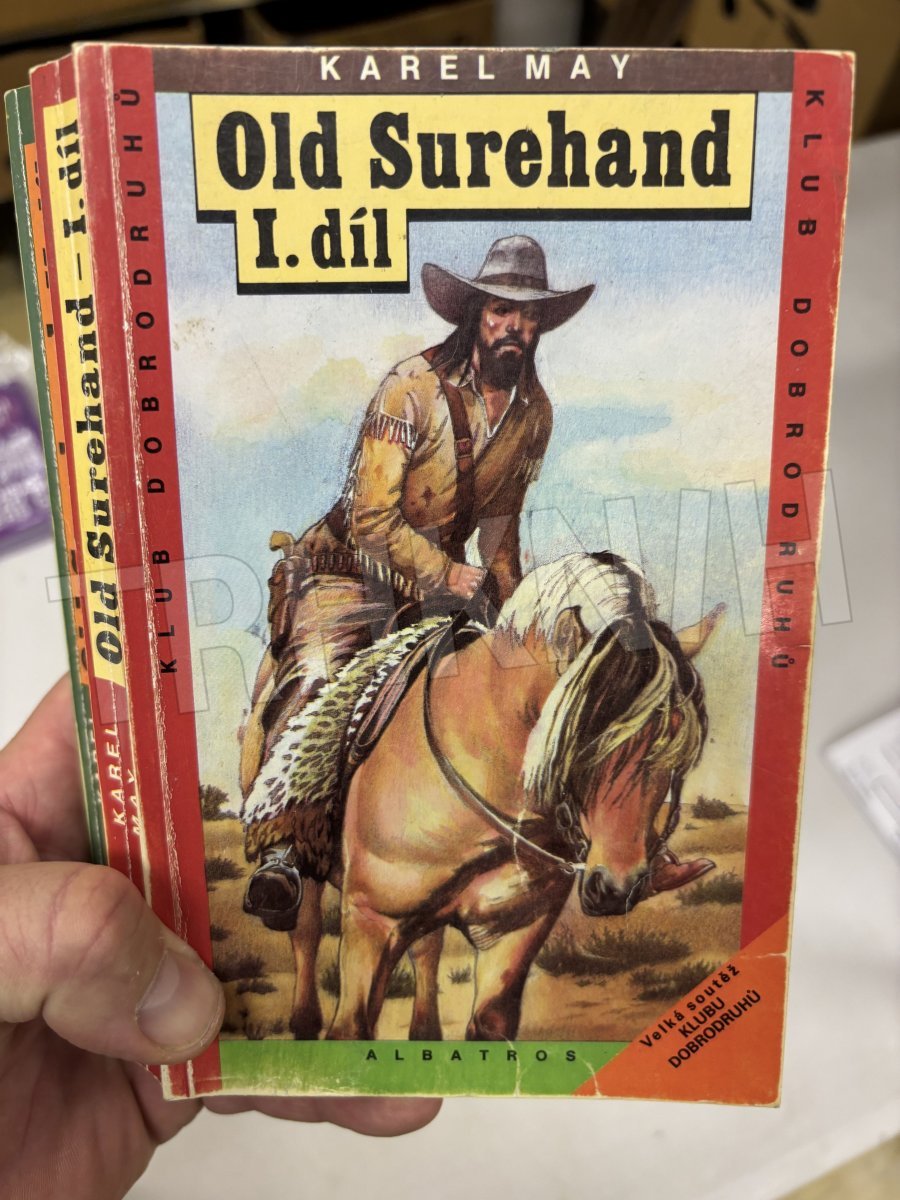 KAREL MAY
Old Surehand
I. díl
KLUB DOBRODRUHŮ
KLUB DOBRODRUHŮ
Old Surehand – I. díl
KAREL MAY
ALBATROS
Velká soutěž
KLUBU
DOBRODRUHŮ
TRHKNIH